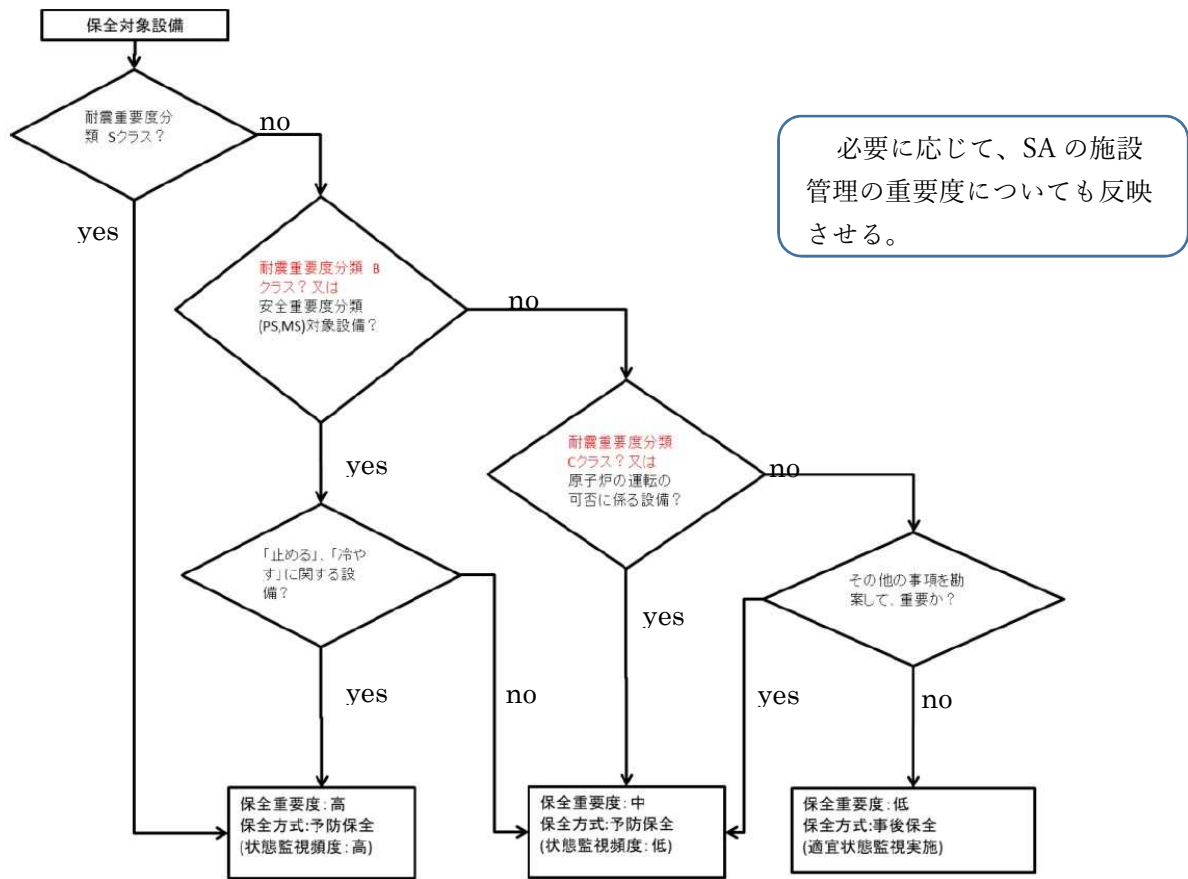 保全対象設備
耐震重要度分
類 Sクラス?
no
必要に応じて、SA の施設
管理の重要度についても反映
させる。
yes
耐震重要度分類 B
クラス?又は
安全重要度分類
(PS,MS)対象設備?
no
yes
耐震重要度分類
Cクラス?又は
原子炉の運転の
可否に係る設備?
no
「止める」、「冷や
す」に関する設
備?
その他の事項を勘
案して、重要か?
yes
yes
no
yes
no
保全重要度:高
保全方式:予防保全
(状態監視頻度:高)
保全重要度:中
保全方式:予防保全
(状態監視頻度:低)
保全重要度:低
保全方式:事後保全
(適宜状態監視実施)